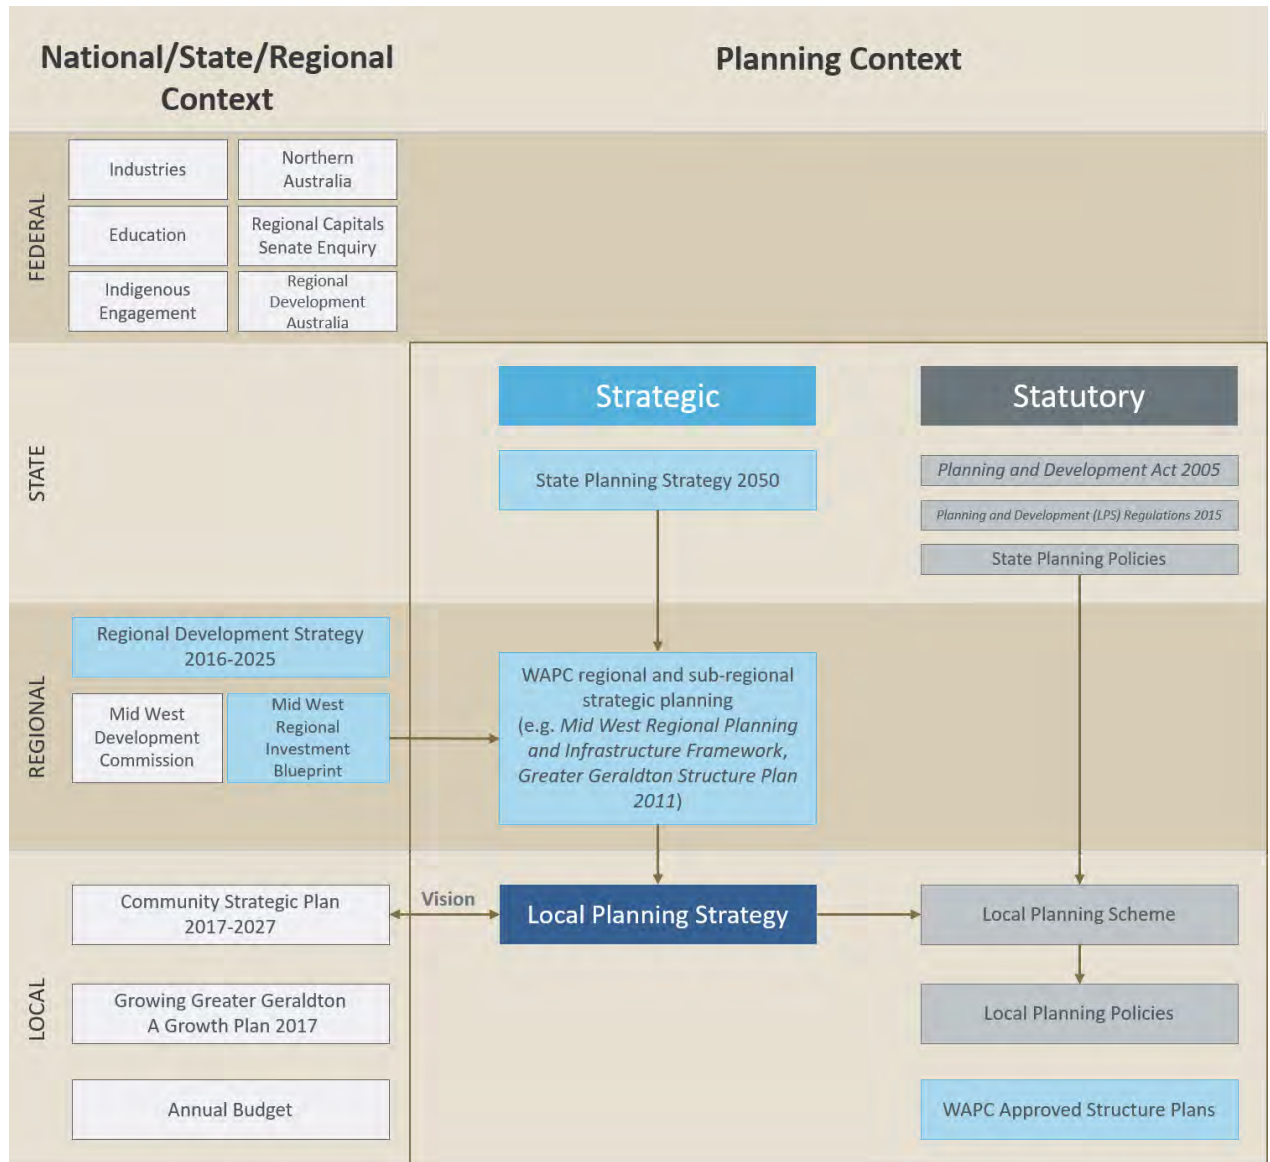 National/State/Regional
Context
Planning Context
FEDERAL
Industries
Northern
Australia
Education
Regional Capitals
Senate Enquiry
Indigenous
Engagement
Regional
Development
Australia
STATE
Strategic
Statutory
State Planning Strategy 2050
Planning and Development Act 2005
Planning and Development (LPS) Regulations 2015
State Planning Policies
REGIONAL
Regional Development Strategy
2016-2025
Mid West
Development
Commission
Mid West
Regional
Investment
Blueprint
WAPC regional and sub-regional
strategic planning
(e.g. Mid West Regional Planning
and Infrastructure Framework,
Greater Geraldton Structure Plan
2011)
LOCAL
Community Strategic Plan
2017-2027
Vision
Local Planning Strategy
Local Planning Scheme
Growing Greater Geraldton
A Growth Plan 2017
Local Planning Policies
Annual Budget
WAPC Approved Structure Plans